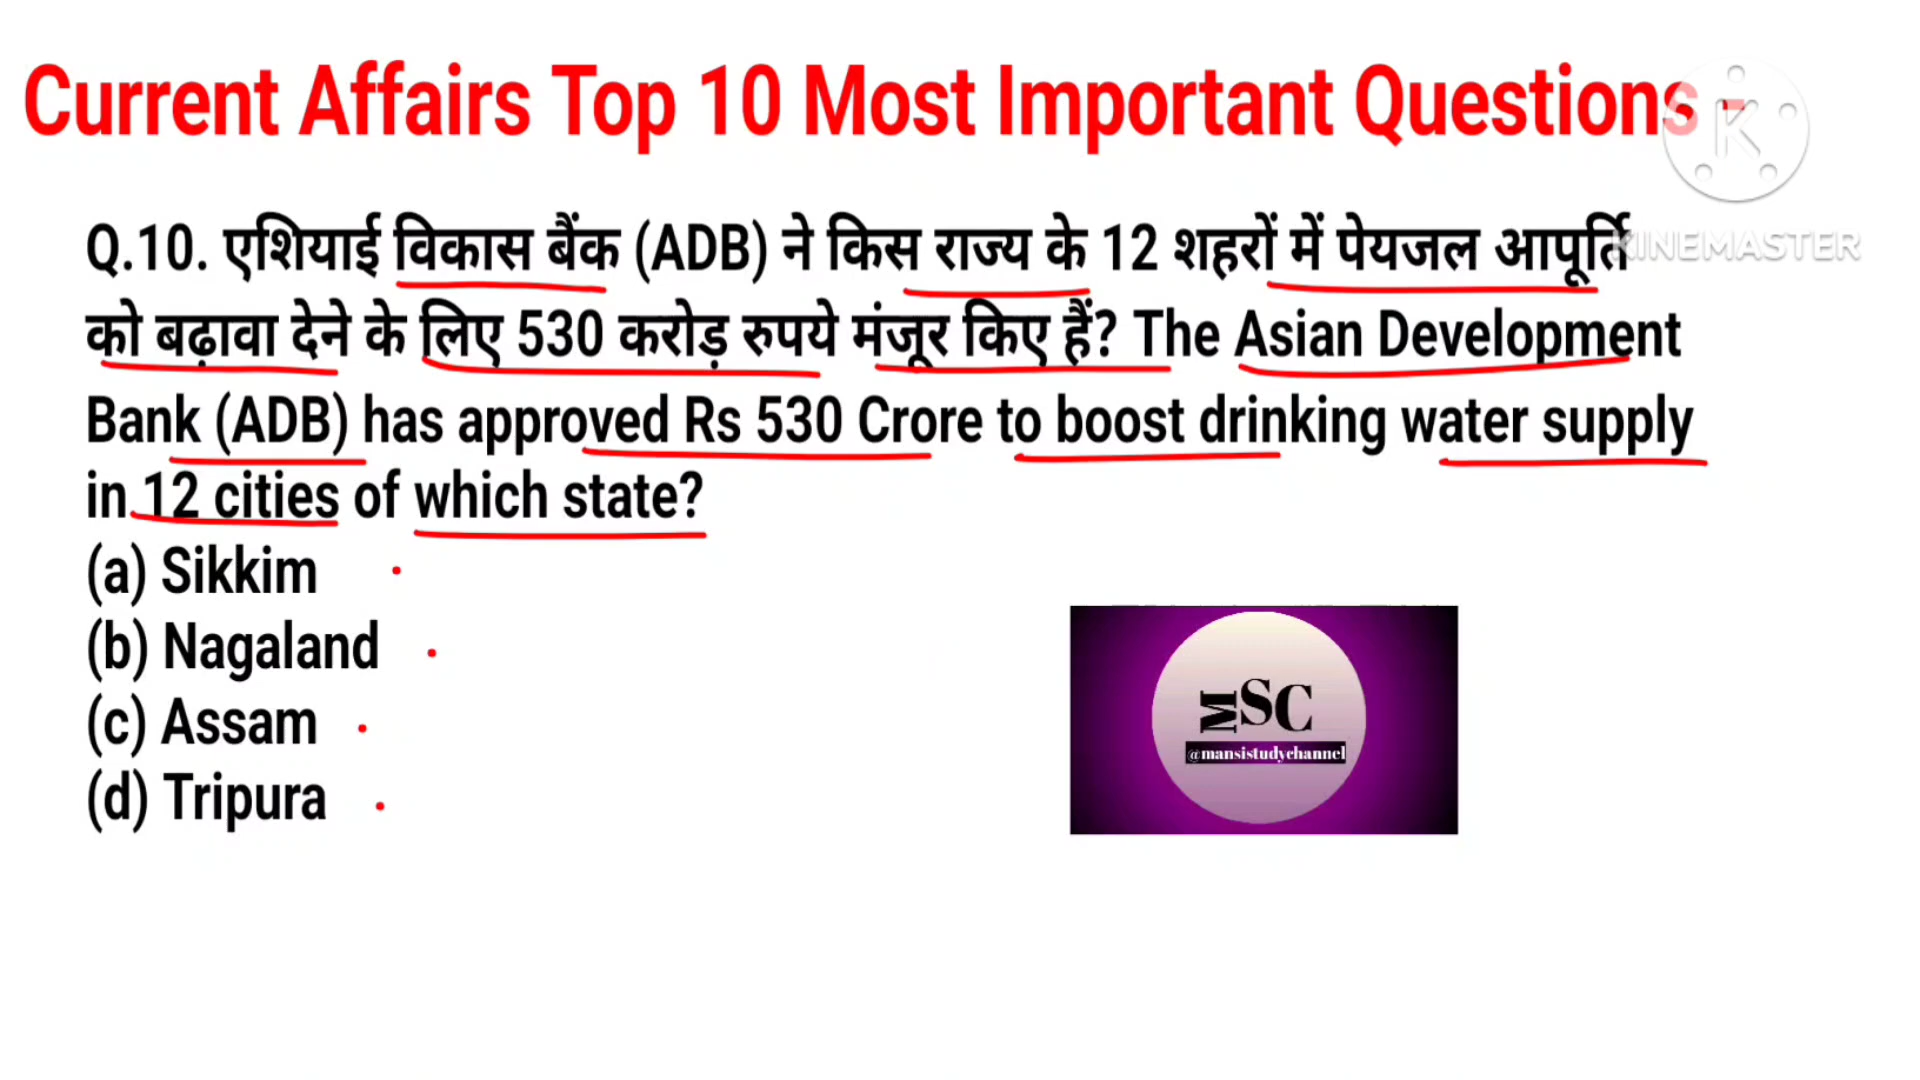 Current Affairs Top 10 Most Important Questions -
KINEMASTER
Q.10. एशियाई विकास बैंक (ADB) ने किस राज्य के 12 शहरों में पेयजल आपूर्ति
को बढ़ावा देने के लिए 530 करोड़ रुपये मंजूर किए हैं? The Asian Development
Bank (ADB) has approved Rs 530 Crore to boost drinking water supply
in 12 cities of which state?
(a) Sikkim
(b) Nagaland
(c) Assam
(d) Tripura
MSC
@mansistudychannel